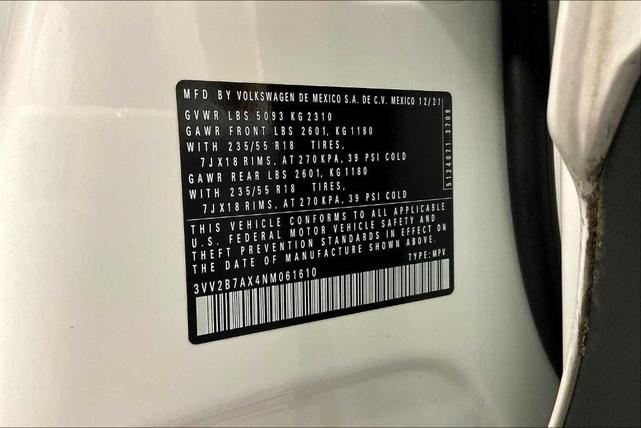 MFD BY VOLKSWAGEN DE MEXICO S.A. DE C.V. MEXICO 12/21
GVWR LBS 5093 KG 2310
GAWR FRONT LBS 2601, KG 1180
WITH 235/55 R18 TIRES,
7JX18 RIMS, AT 270 KPA, 39 PSI COLD
GAWR REAR LBS 2601, KG 1180
WITH 235/55 R18 TIRES,
7JX18 RIMS, AT 270 KPA, 39 PSI COLD
5124071 3709
THIS VEHICLE CONFORMS TO ALL APPLICABLE
U.S. FEDERAL MOTOR VEHICLE SAFETY AND
THEFT PREVENTION STANDARDS IN EFFECT ON
THE DATE OF MANUFACTURE SHOWN ABOVE.
TYPE: MPV
3VV2B7AX4NM061610